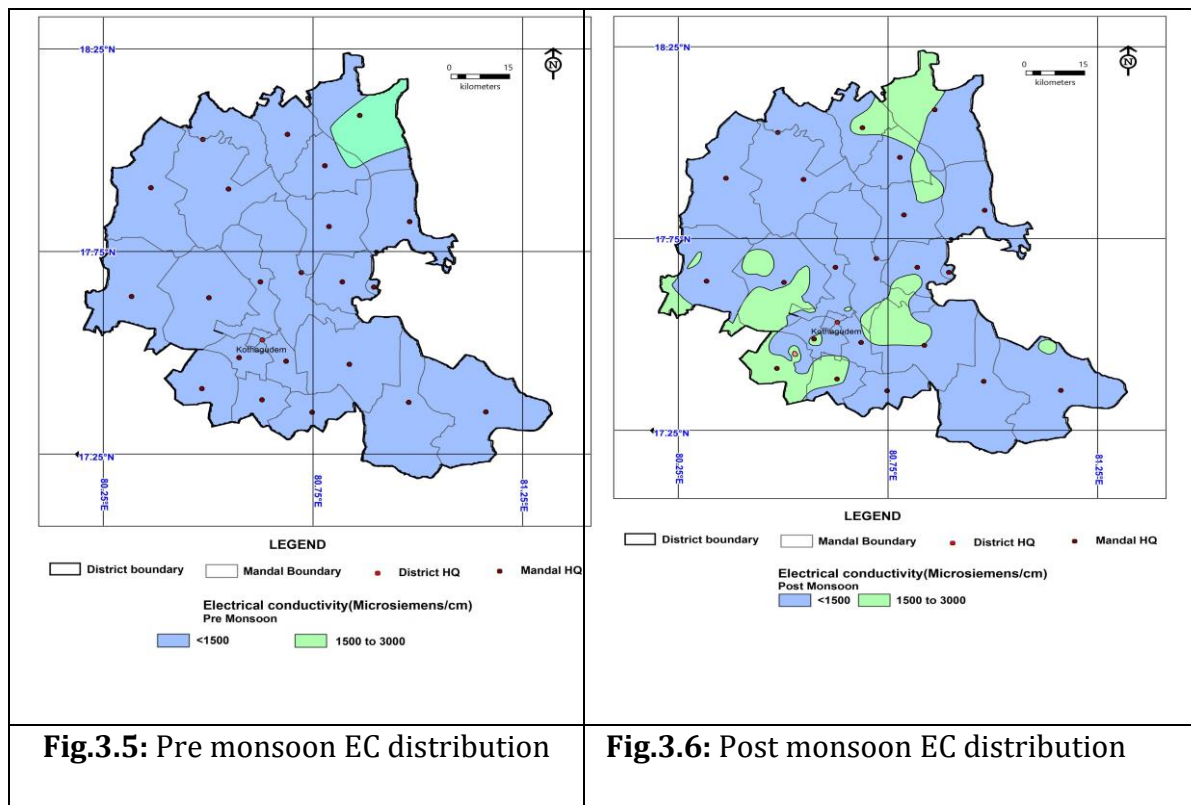 18.25°N
N
0 15
kilometers
17.75°N
Kothagudem
17.25°N
80.25°E
80.75°E
81.25°E
LEGEND
District boundary Mandal Boundary District HQ Mandal HQ
Electrical conductivity(Microsiemens/cm)
Pre Monsoon
<1500 1500 to 3000
Fig.3.5: Pre monsoon EC distribution
18.25°N
N
0 15
kilometers
17.75°N
Kothagudem
17.25°N
80.25°E
80.75°E
81.25°E
LEGEND
District boundary Mandal Boundary District HQ Mandal HQ
Electrical conductivity(Microsiemens/cm)
Post Monsoon
<1500 1500 to 3000
Fig.3.6: Post monsoon EC distribution